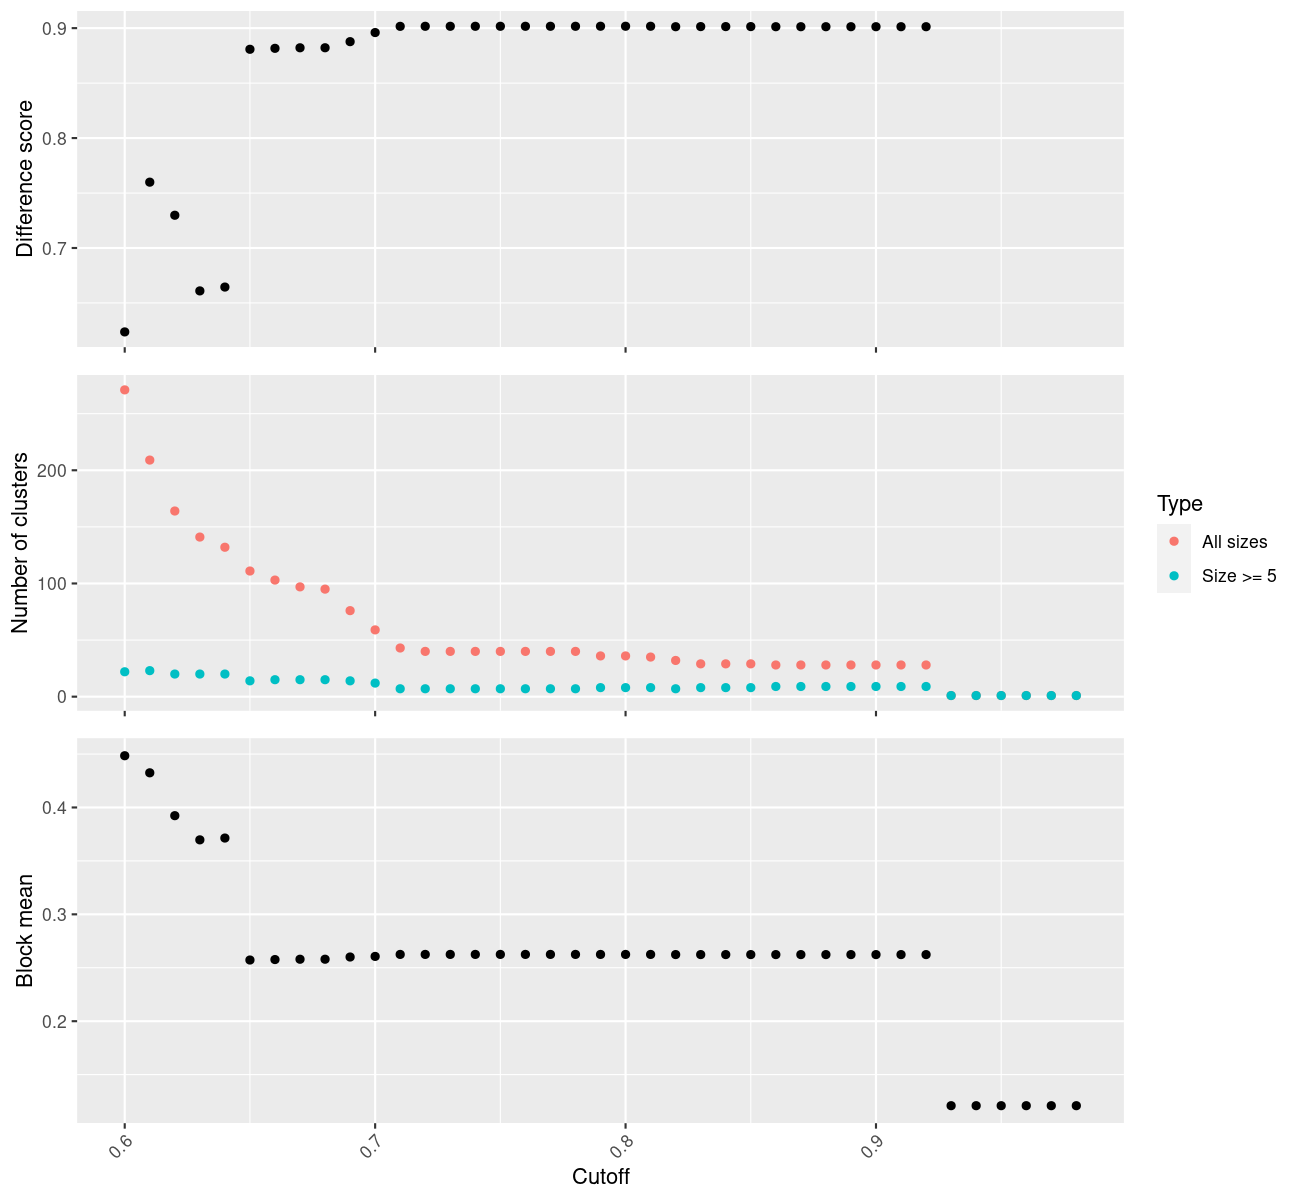 Difference score
0.9
0.8
0.7
Number of clusters
200
100
0
Type
All sizes
Size >= 5
Block mean
0.4
0.3
0.2
0.6
0.7
0.8
0.9
Cutoff